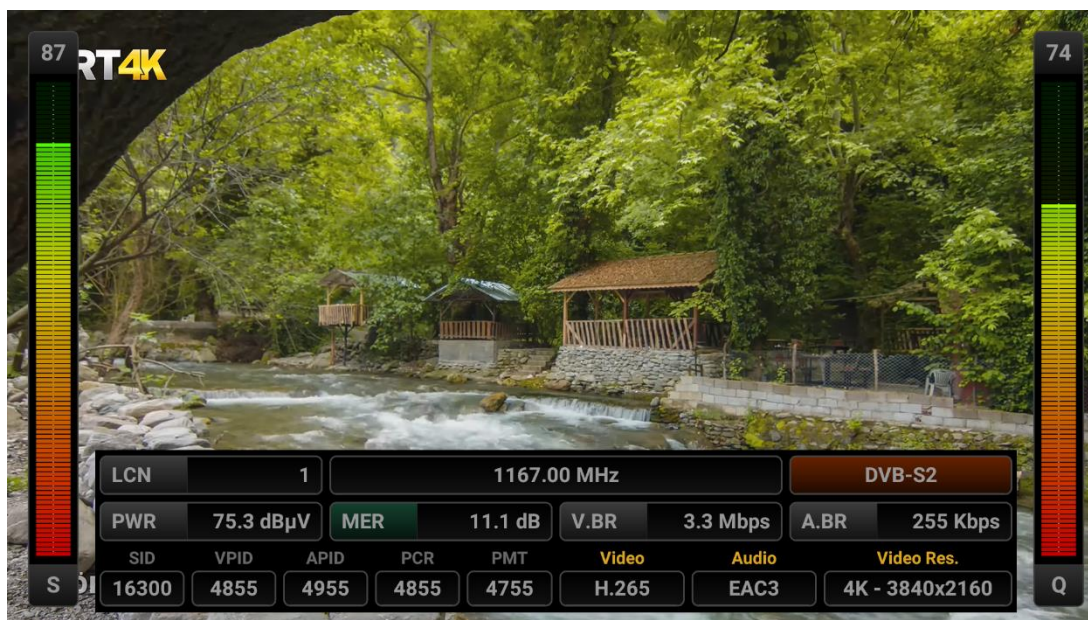 87
RT4K
74
LCN 1 1167.00 MHz DVB-S2
PWR 75.3 dBµV MER 11.1 dB V.BR 3.3 Mbps A.BR 255 Kbps
SID VPID APID PCR PMT Video Audio Video Res.
16300 4855 4955 4855 4755 H.265 EAC3 4K - 3840x2160
S
Q